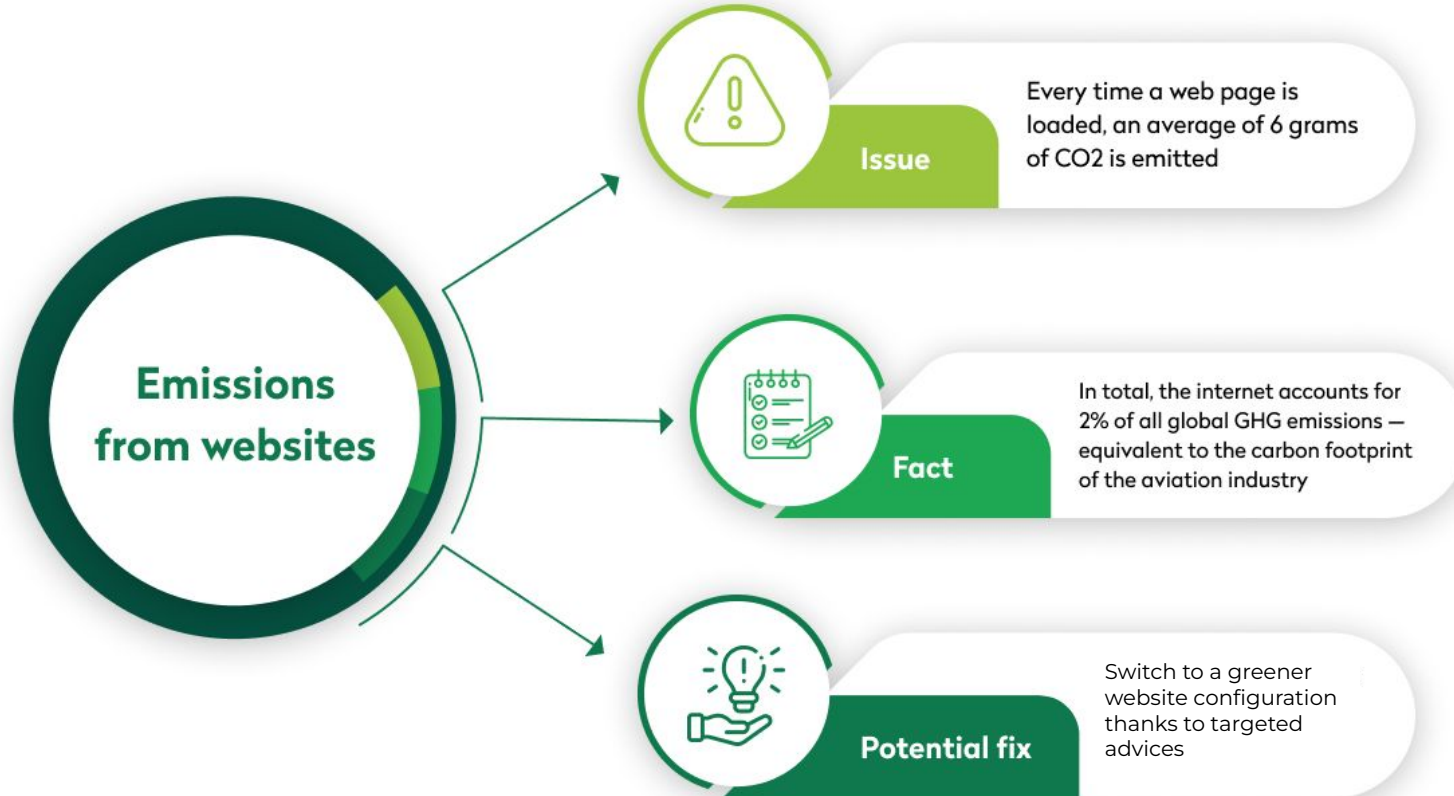 Emissions
from websites
Issue
Every time a web page is
loaded, an average of 6 grams
of CO2 is emitted
Fact
In total, the internet accounts for
2% of all global GHG emissions —
equivalent to the carbon footprint
of the aviation industry
Potential fix
Switch to a greener
website configuration
thanks to targeted
advices